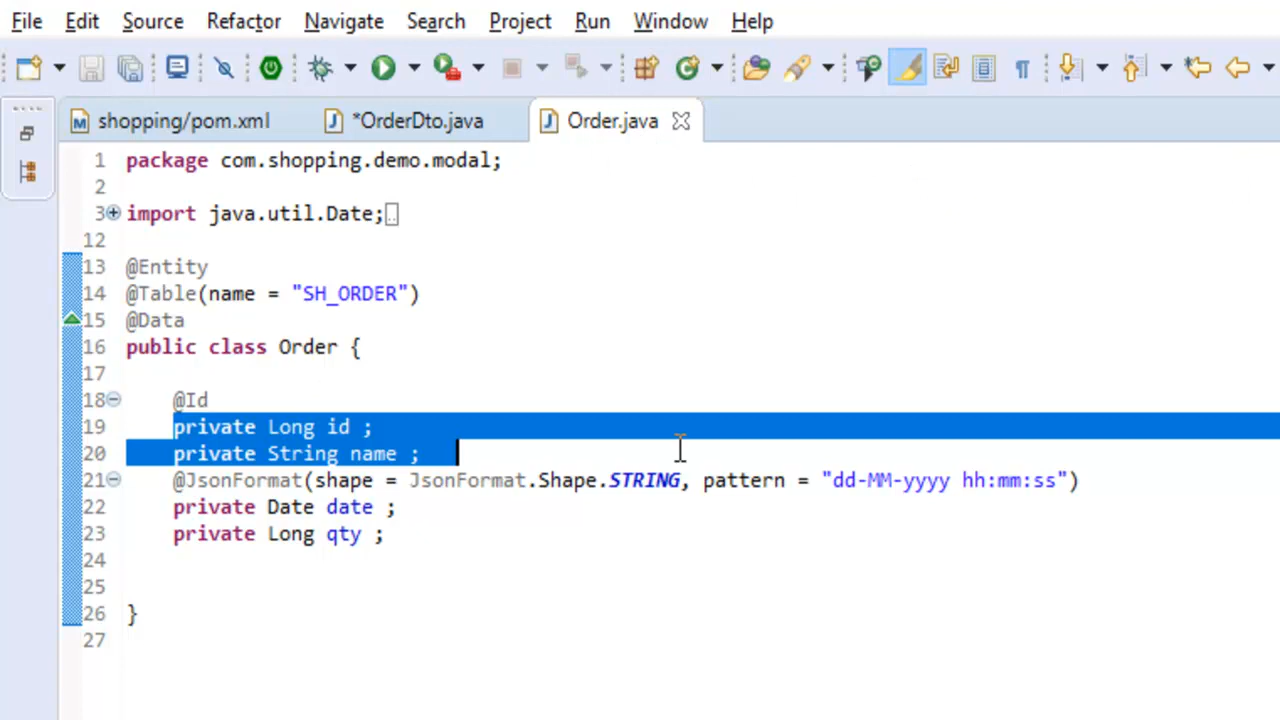 File Edit Source Refactor Navigate Search Project Run Window Help
shopping/pom.xml *OrderDto.java Order.java
1 package com.shopping.demo.modal;
2
3 import java.util.Date;
12
13 @Entity
14 @Table(name = "SH_ORDER")
15 @Data
16 public class Order {
17
18 @Id
19 private Long id ;
20 private String name ;
21 @JsonFormat(shape = JsonFormat.Shape.STRING, pattern = "dd-MM-yyyy hh:mm:ss")
22 private Date date ;
23 private Long qty ;
24
25
26 }
27